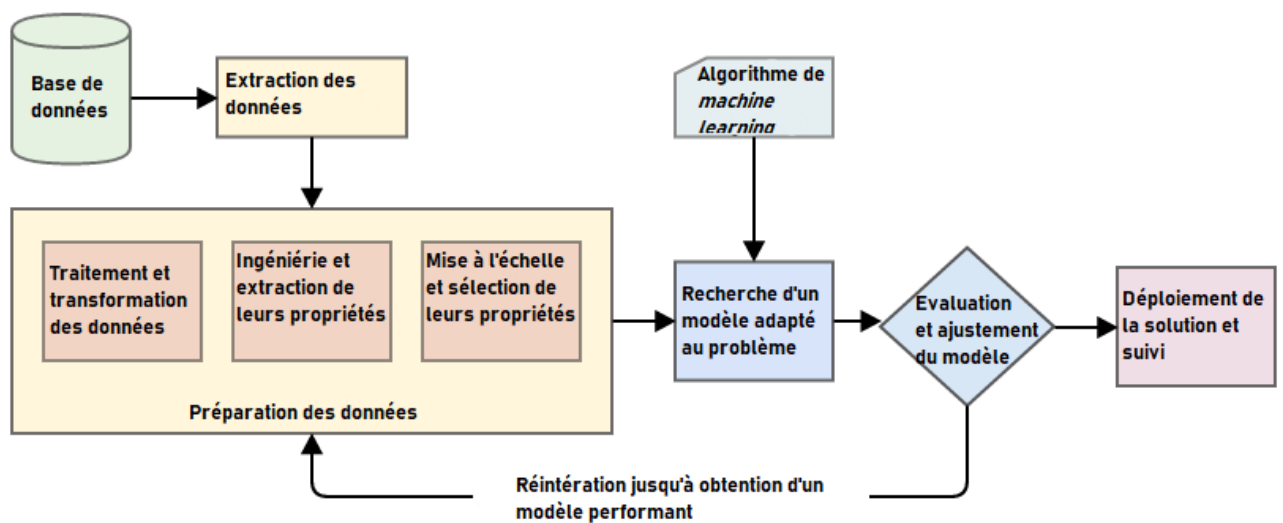 Base de
données
Extraction des
données
Algorithme de
machine
learning
Traitement et
transformation
des données
Ingéniérie et
extraction de
leurs propriétés
Mise à l'échelle
et sélection de
leurs propriétés
Préparation des données
Recherche d'un
modèle adapté
au problème
Evaluation
et ajustement
du modèle
Déploiement de
la solution et
suivi
Réintération jusqu'à obtention d'un
modèle performant